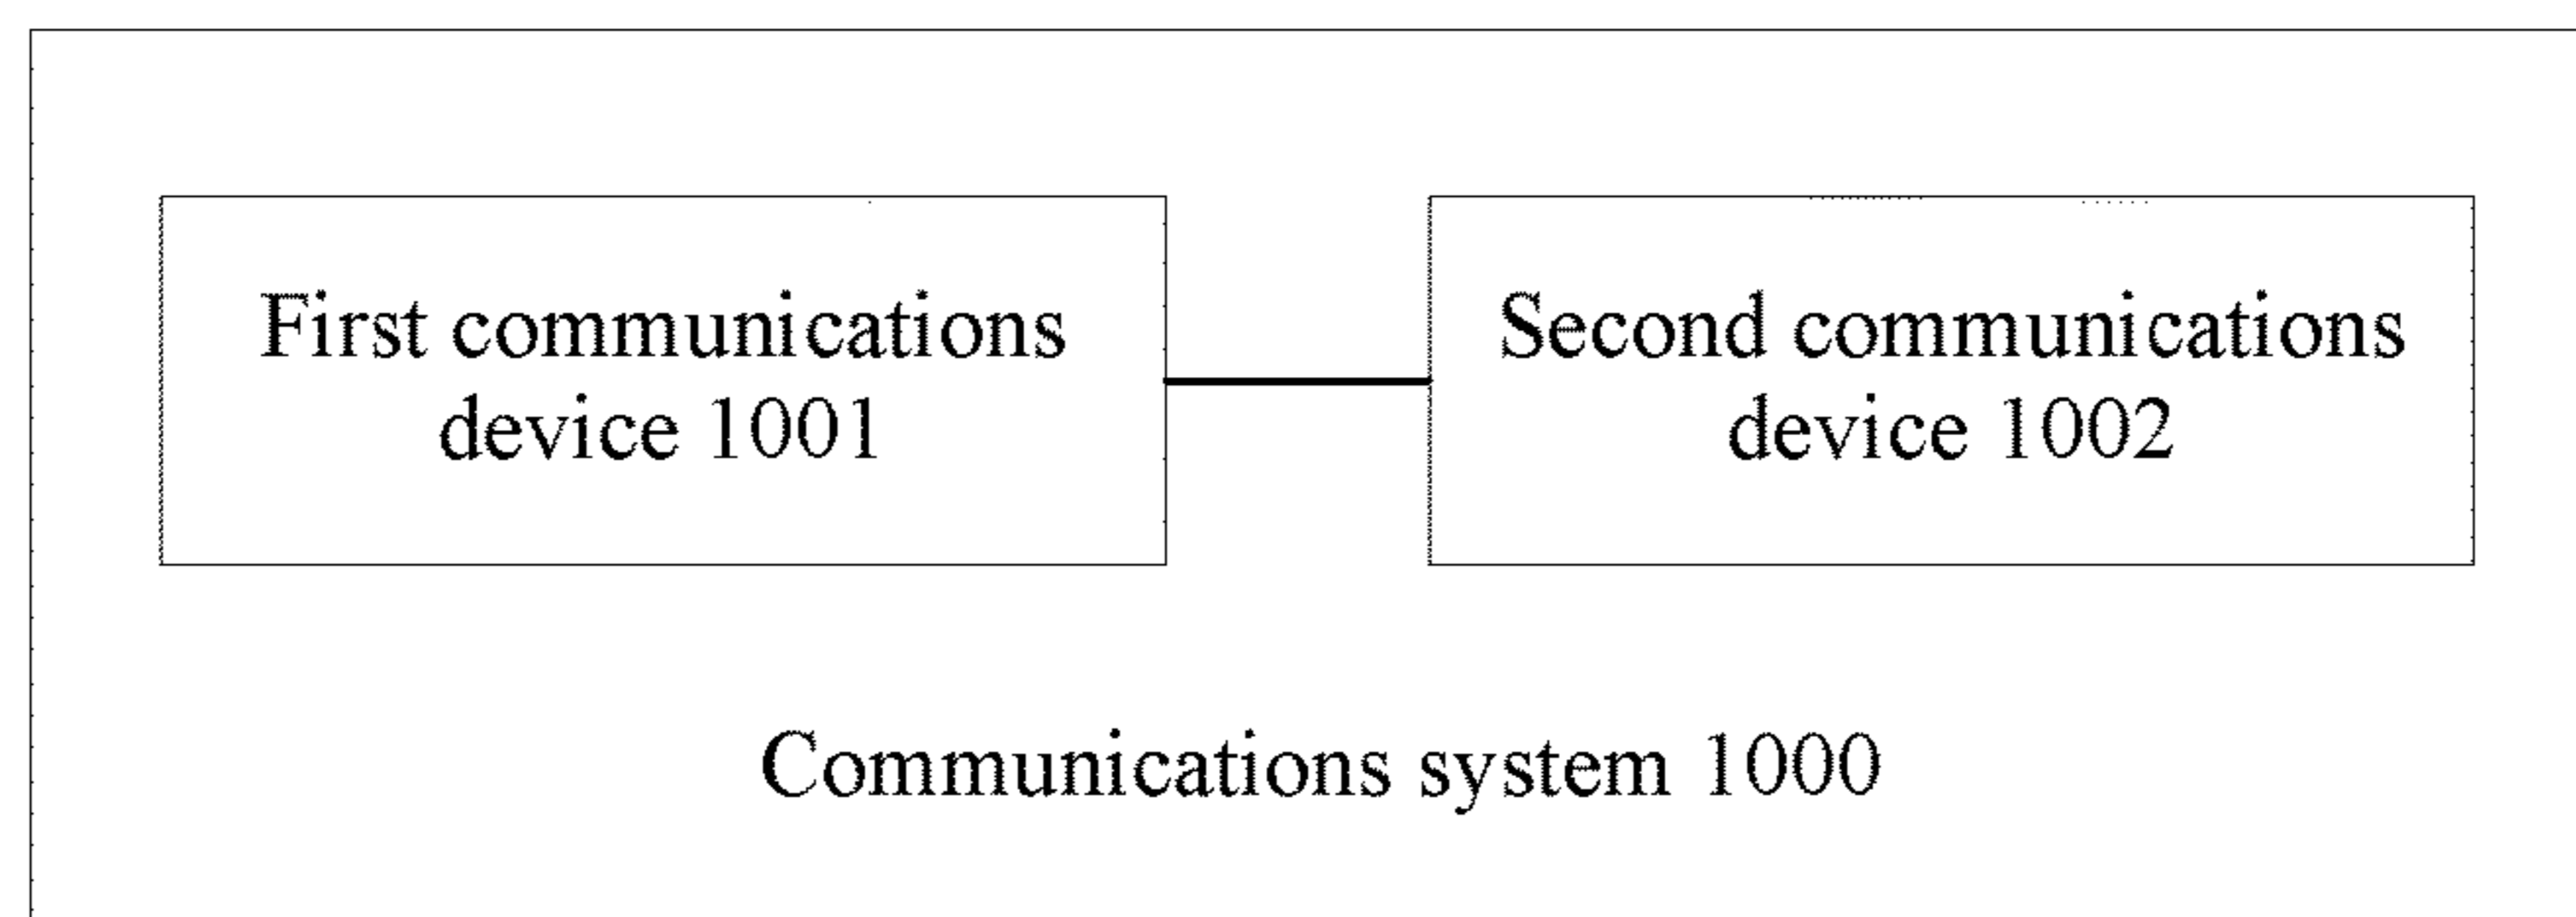 First communications
device 1001
Second communications
device 1002
Communications system 1000